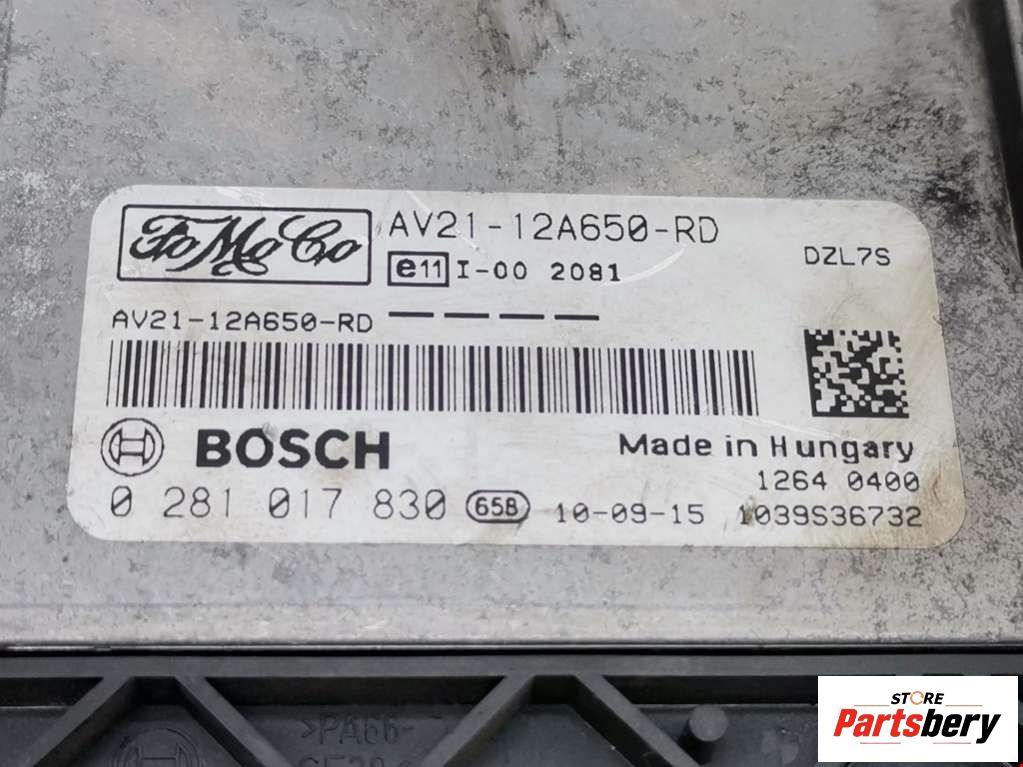 FoMoCo
AV21-12A650-RD
e11 I-00 2081
DZL7S
AV21-12A650-RD
BOSCH
Made in Hungary
1264 0400
0 281 017 830 65B 10-09-15 1039S36732
>PA66-
STORE
Partsbery